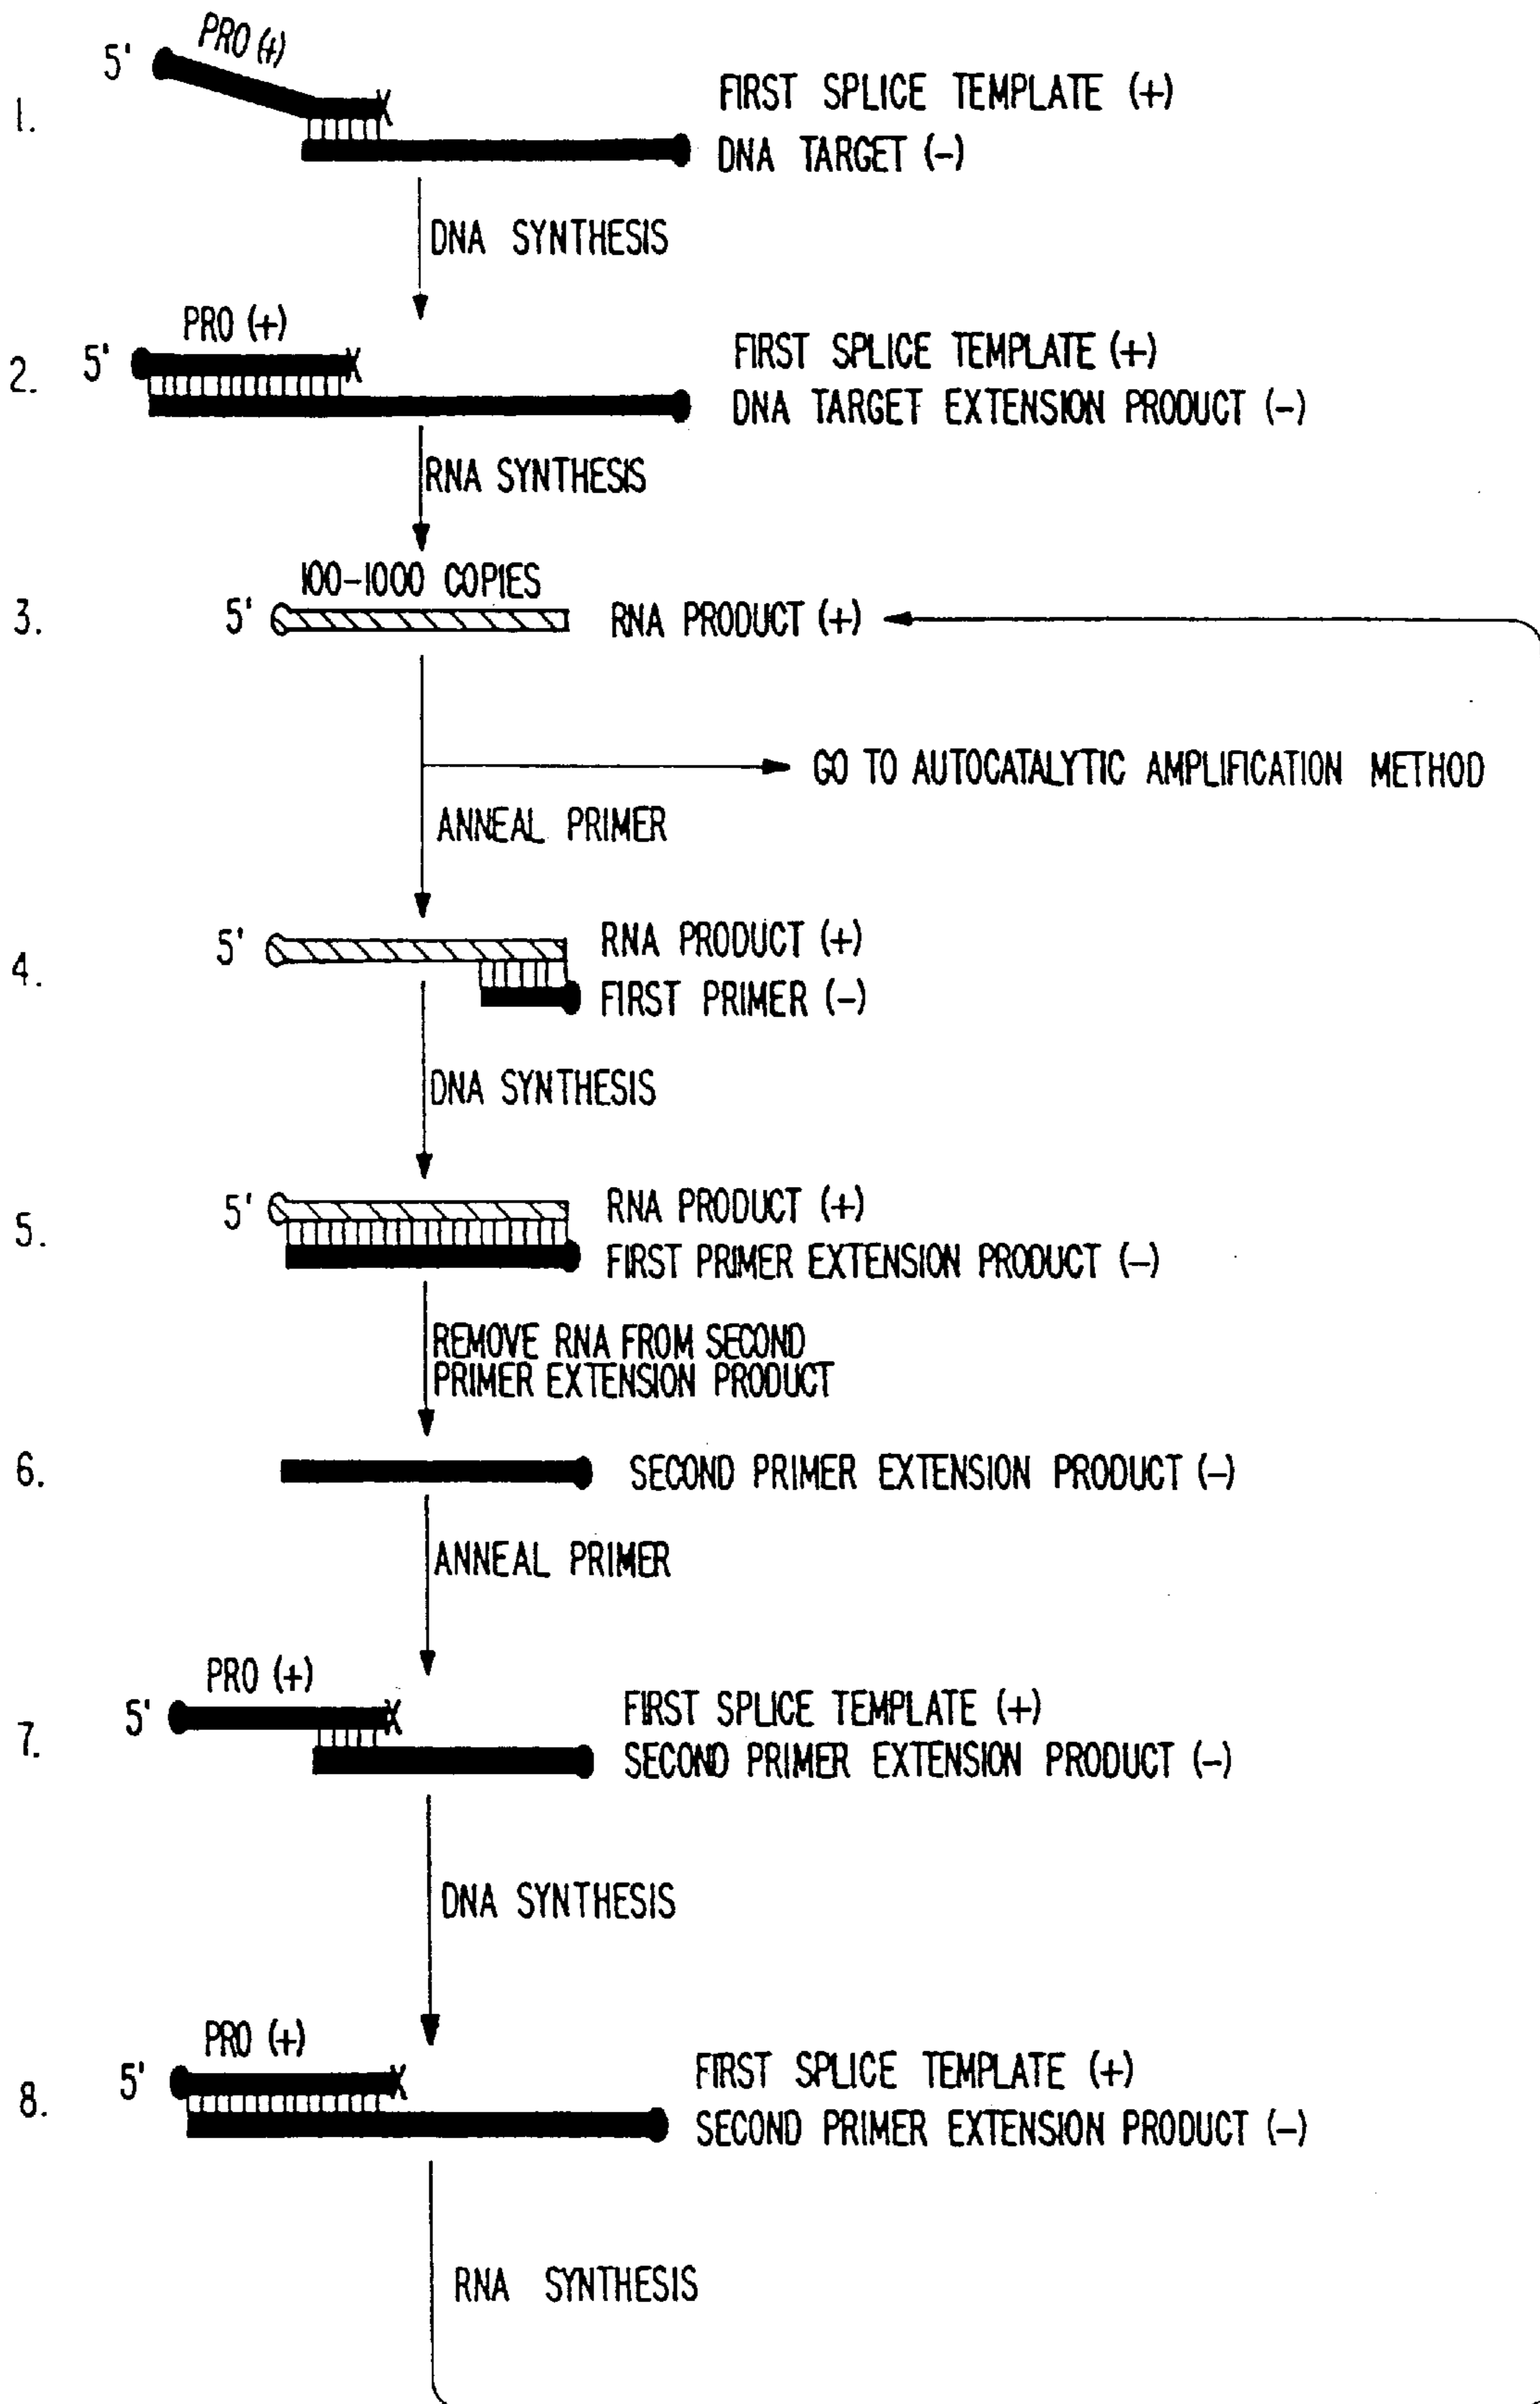 PRO (+)
5'
1.
FIRST SPLICE TEMPLATE (+)
DNA TARGET (–)
DNA SYNTHESIS
PRO (+)
2.
5'
X
FIRST SPLICE TEMPLATE (+)
DNA TARGET EXTENSION PRODUCT (–)
RNA SYNTHESIS
100–1000 COPIES
3.
5'
RNA PRODUCT (+)
GO TO AUTOCATALYTIC AMPLIFICATION METHOD
ANNEAL PRIMER
4.
5'
RNA PRODUCT (+)
FIRST PRIMER (–)
DNA SYNTHESIS
5.
5'
RNA PRODUCT (+)
FIRST PRIMER EXTENSION PRODUCT (–)
REMOVE RNA FROM SECOND
PRIMER EXTENSION PRODUCT
6.
SECOND PRIMER EXTENSION PRODUCT (–)
ANNEAL PRIMER
PRO (+)
7.
5'
X
FIRST SPLICE TEMPLATE (+)
SECOND PRIMER EXTENSION PRODUCT (–)
DNA SYNTHESIS
PRO (+)
8.
5'
X
FIRST SPLICE TEMPLATE (+)
SECOND PRIMER EXTENSION PRODUCT (–)
RNA SYNTHESIS